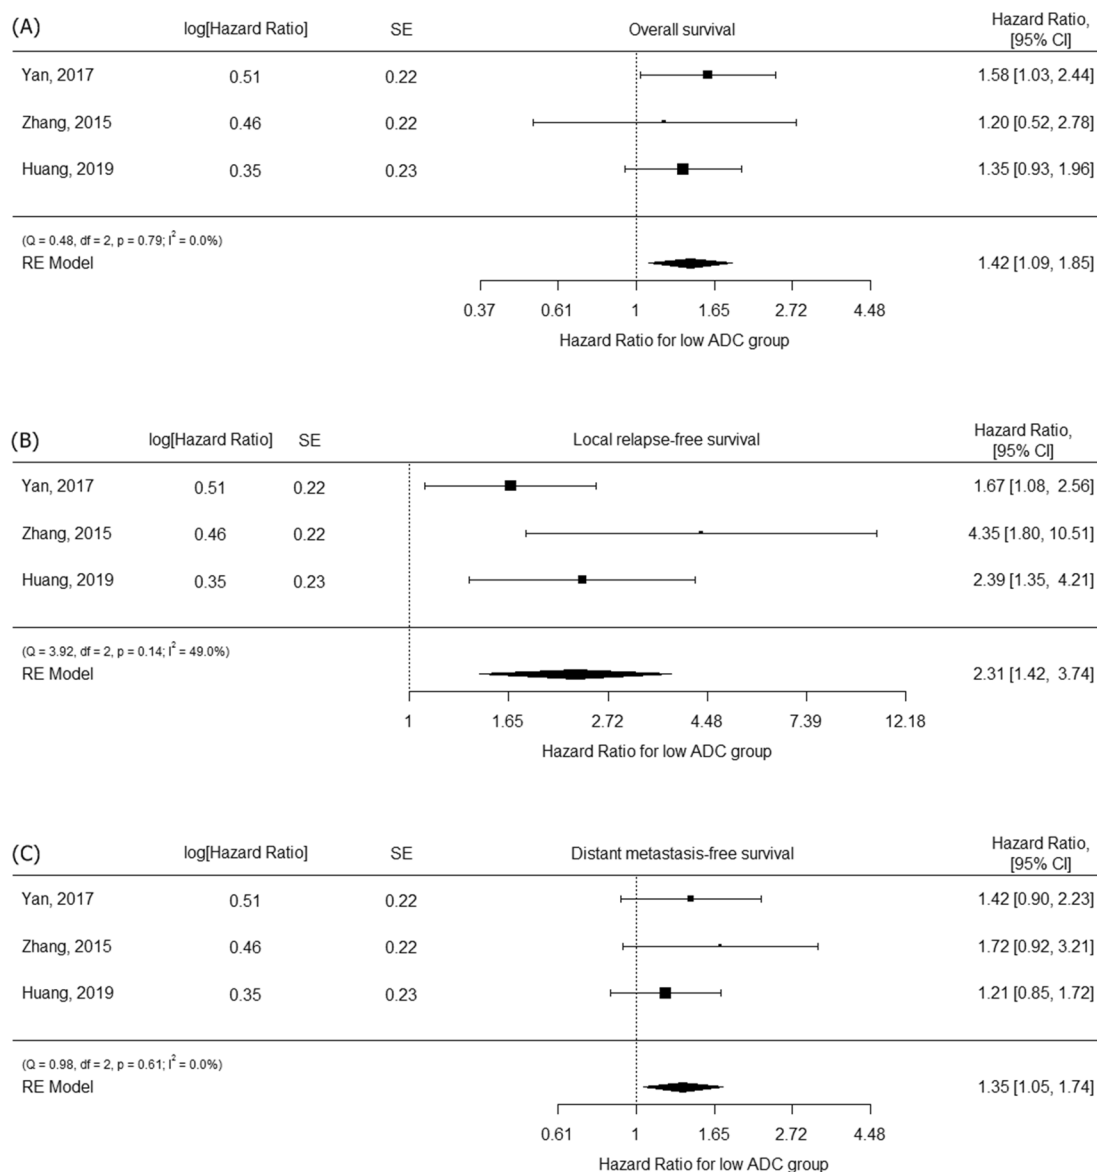 (A) log[Hazard Ratio] SE Overall survival Hazard Ratio,
[95% CI]
Yan, 2017 0.51 0.22 1.58 [1.03, 2.44]
Zhang, 2015 0.46 0.22 1.20 [0.52, 2.78]
Huang, 2019 0.35 0.23 1.35 [0.93, 1.96]
(Q = 0.48, df = 2, p = 0.79; I² = 0.0%)
RE Model 1.42 [1.09, 1.85]
0.37 0.61 1 1.65 2.72 4.48
Hazard Ratio for low ADC group
(B) log[Hazard Ratio] SE Local relapse-free survival Hazard Ratio,
[95% CI]
Yan, 2017 0.51 0.22 1.67 [1.08, 2.56]
Zhang, 2015 0.46 0.22 4.35 [1.80, 10.51]
Huang, 2019 0.35 0.23 2.39 [1.35, 4.21]
(Q = 3.92, df = 2, p = 0.14; I² = 49.0%)
RE Model 2.31 [1.42, 3.74]
1 1.65 2.72 4.48 7.39 12.18
Hazard Ratio for low ADC group
(C) log[Hazard Ratio] SE Distant metastasis-free survival Hazard Ratio,
[95% CI]
Yan, 2017 0.51 0.22 1.42 [0.90, 2.23]
Zhang, 2015 0.46 0.22 1.72 [0.92, 3.21]
Huang, 2019 0.35 0.23 1.21 [0.85, 1.72]
(Q = 0.98, df = 2, p = 0.61; I² = 0.0%)
RE Model 1.35 [1.05, 1.74]
0.61 1 1.65 2.72 4.48
Hazard Ratio for low ADC group